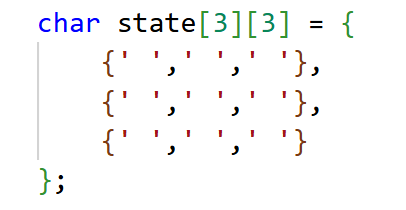 char state[3][3] = {
    {' ',' ',' '},
    {' ',' ',' '},
    {' ',' ',' '}
};